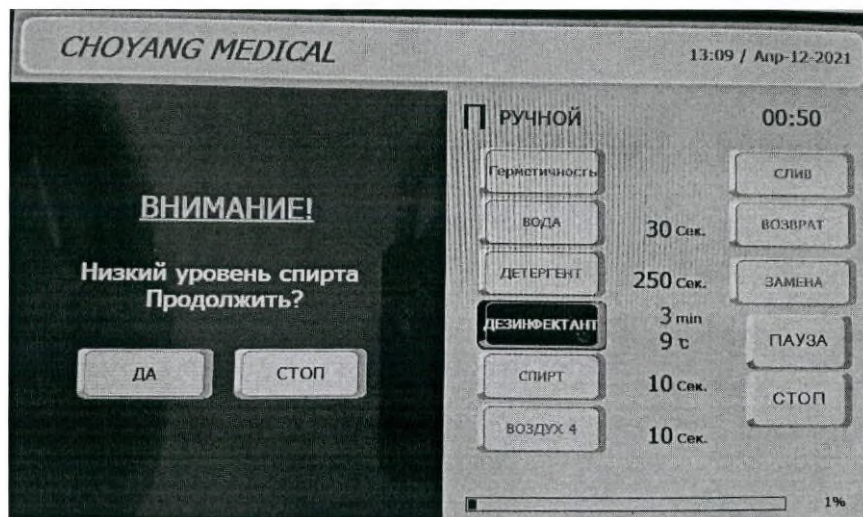 CHOYANG MEDICAL
13:09 / Апр-12-2021
ВНИМАНИЕ!
Низкий уровень спирта
Продолжить?
ДА
СТОП
П РУЧНОЙ
00:50
Герметичность
СЛИВ
ВОДА
30 Сек.
ВОЗВРАТ
ДЕТЕРГЕНТ
250 Сек.
ЗАМЕНА
ДЕЗИНФЕКТАНТ
3 min
9 ℃
ПАУЗА
СПИРТ
10 Сек.
СТОП
ВОЗДУХ 4
10 Сек.
1%